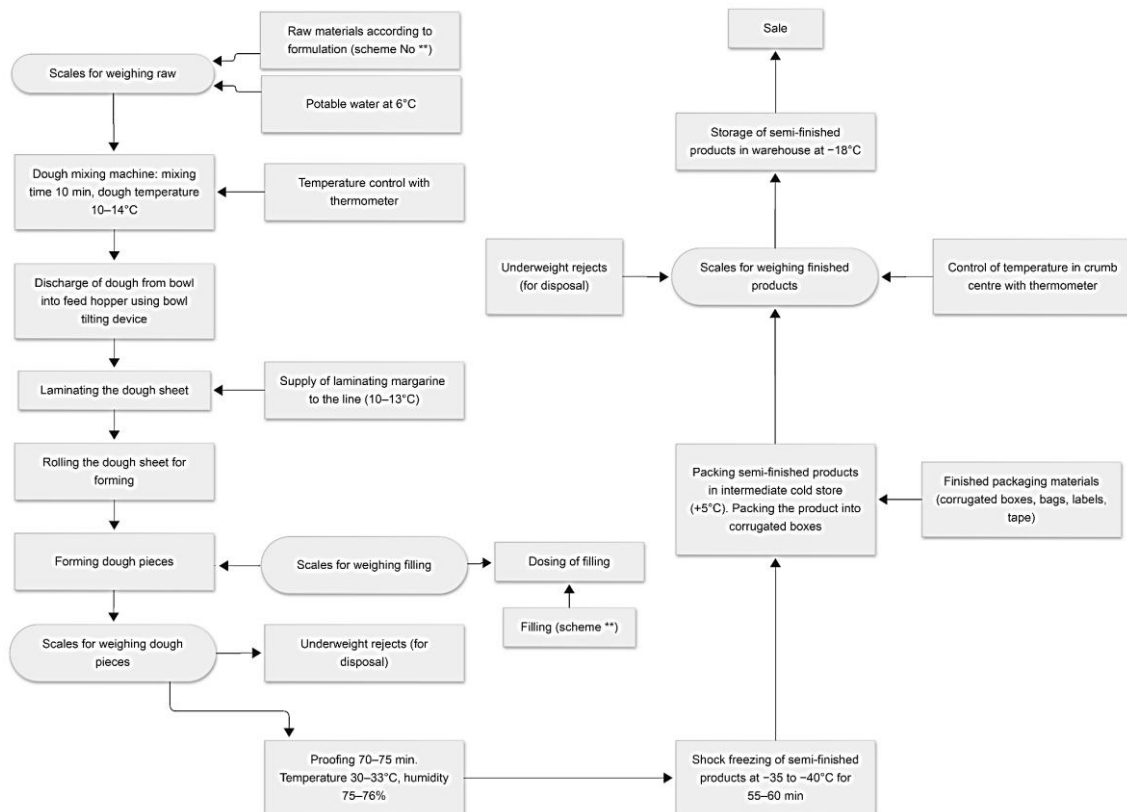 Raw materials according to
formulation (scheme No **)
Scales for weighing raw
Potable water at 6°C
Dough mixing machine: mixing
time 10 min, dough temperature
10–14°C
Temperature control with
thermometer
Discharge of dough from bowl
into feed hopper using bowl
tilting device
Laminating the dough sheet
Supply of laminating margarine
to the line (10–13°C)
Rolling the dough sheet for
forming
Forming dough pieces
Scales for weighing filling
Dosing of filling
Filling (scheme **)
Scales for weighing dough
pieces
Underweight rejects (for
disposal)
Proofing 70–75 min.
Temperature 30–33°C, humidity
75–76%
Shock freezing of semi-finished
products at −35 to −40°C for
55–60 min
Packing semi-finished products
in intermediate cold store
(+5°C). Packing the product into
corrugated boxes
Finished packaging materials
(corrugated boxes, bags, labels,
tape)
Underweight rejects
(for disposal)
Scales for weighing finished
products
Control of temperature in crumb
centre with thermometer
Storage of semi-finished
products in warehouse at −18°C
Sale